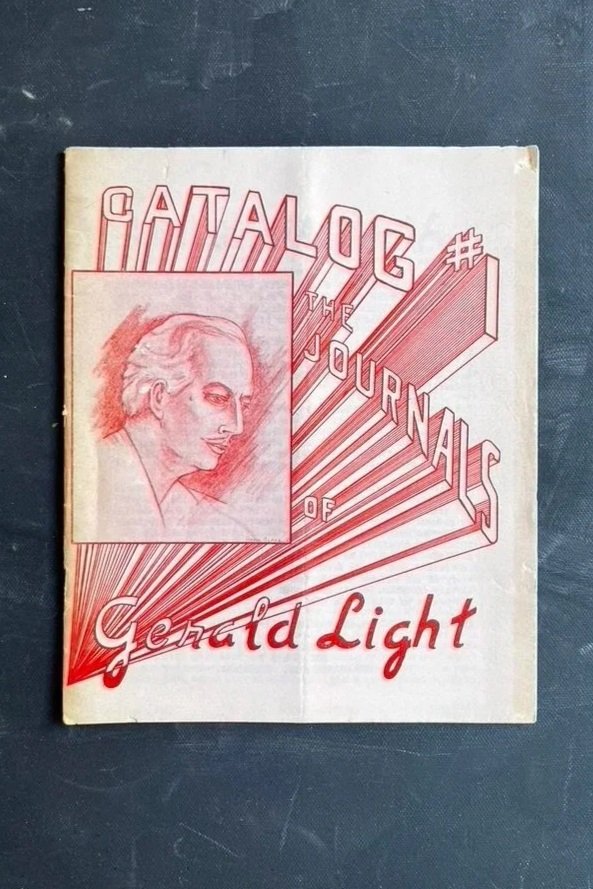 CATALOG #1
THE
JOURNALS
OF
Gerald Light